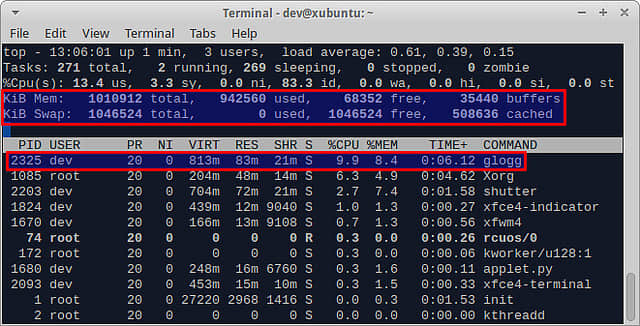 Terminal - dev@xubuntu: ~
File Edit View Terminal Tabs Help
top - 13:06:01 up 1 min,  3 users,  load average: 0.61, 0.39, 0.15
Tasks: 271 total,   2 running, 269 sleeping,   0 stopped,   0 zombie
%Cpu(s): 13.4 us,  3.3 sy,  0.0 ni, 83.3 id,  0.0 wa,  0.0 hi,  0.0 si,  0.0 st
KiB Mem:   1010912 total,   942560 used,    68352 free,    35440 buffers
KiB Swap:  1046524 total,        0 used,  1046524 free,   508636 cached
PID USER      PR  NI  VIRT  RES  SHR S  %CPU %MEM    TIME+  COMMAND
2325 dev       20   0  813m  83m  21m S   9.9  8.4   0:06.12 glogg
1085 root      20   0  204m  48m  14m S   6.3  4.9   0:04.62 Xorg
2203 dev       20   0  704m  72m  21m S   2.7  7.4   0:01.58 shutter
1824 dev       20   0  439m  12m 9040 S   1.0  1.3   0:00.27 xfce4-indicator
1670 dev       20   0  166m  13m 9108 S   0.7  1.3   0:00.56 xfwm4
74 root      20   0     0    0    0 R   0.3  0.0   0:00.26 rcuos/0
172 root      20   0     0    0    0 S   0.3  0.0   0:00.06 kworker/u128:1
1680 dev       20   0  248m  16m 6760 S   0.3  1.6   0:00.11 applet.py
2093 dev       20   0  453m  15m  10m S   0.3  1.5   0:00.33 xfce4-terminal
1 root      20   0 27220 2968 1416 S   0.0  0.3   0:01.53 init
2 root      20   0     0    0    0 S   0.0  0.0   0:00.00 kthreadd